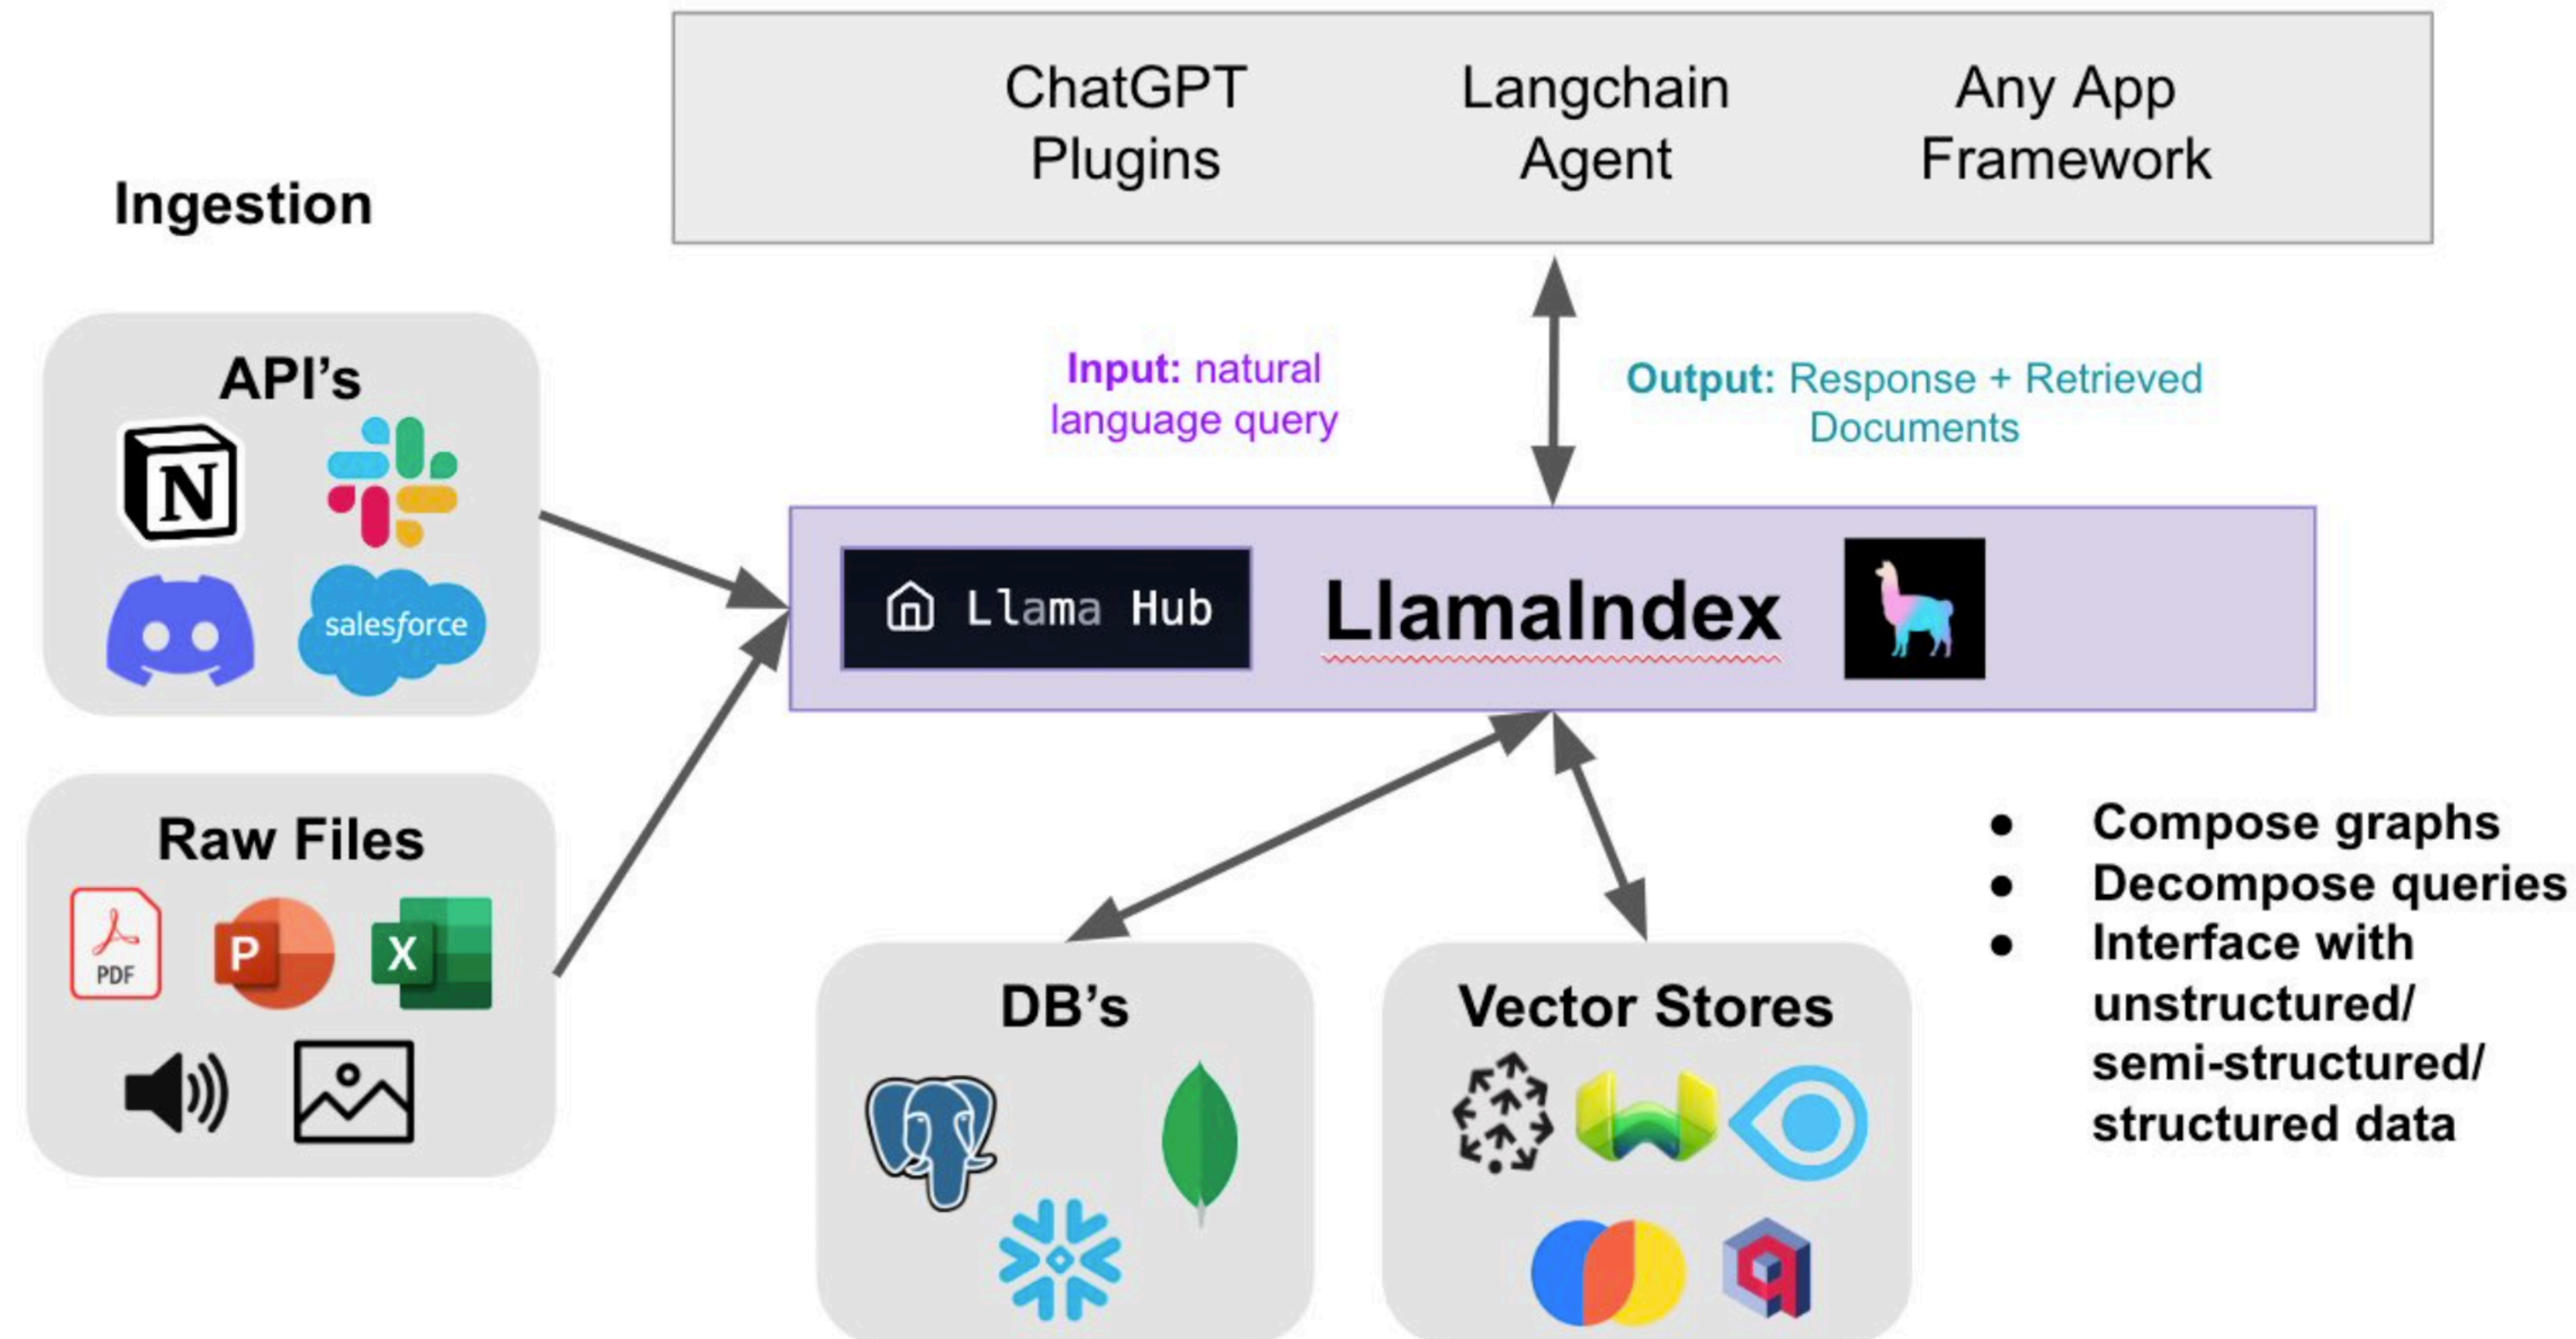 ChatGPT
Plugins
Langchain
Agent
Any App
Framework
Ingestion
API’s
N
salesforce
Input: natural
language query
Output: Response + Retrieved
Documents
Llama Hub
LlamaIndex
Raw Files
PDF
P
X
DB’s
Vector Stores
● Compose graphs
● Decompose queries
● Interface with
unstructured/
semi-structured/
structured data